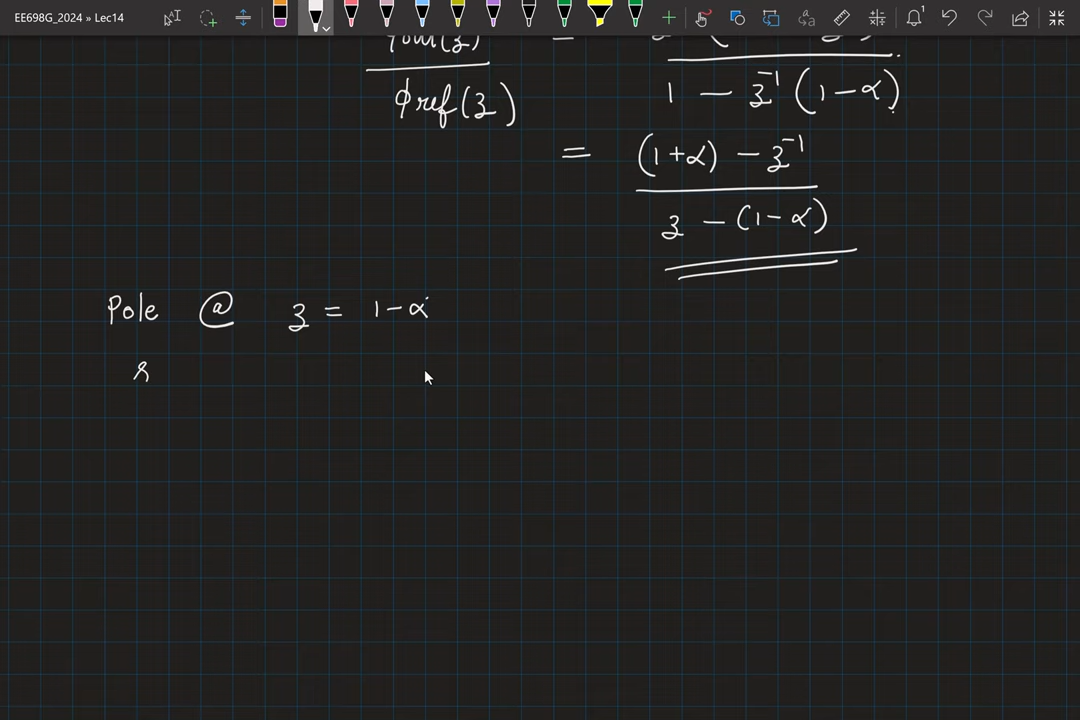 EE698G_2024 » Lec14
φref(z)
=
1 − z⁻¹ (1−α)
= (1+α) − z⁻¹
z − (1−α)
Pole @ z = 1−α